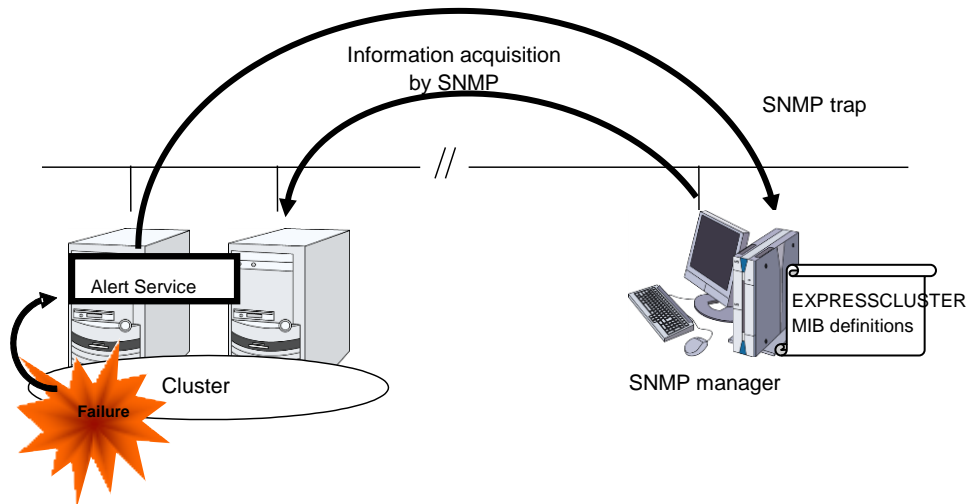 Information acquisition
by SNMP
SNMP trap
//
Alert Service
EXPRESSCLUSTER
MIB definitions
Cluster
SNMP manager
Failure